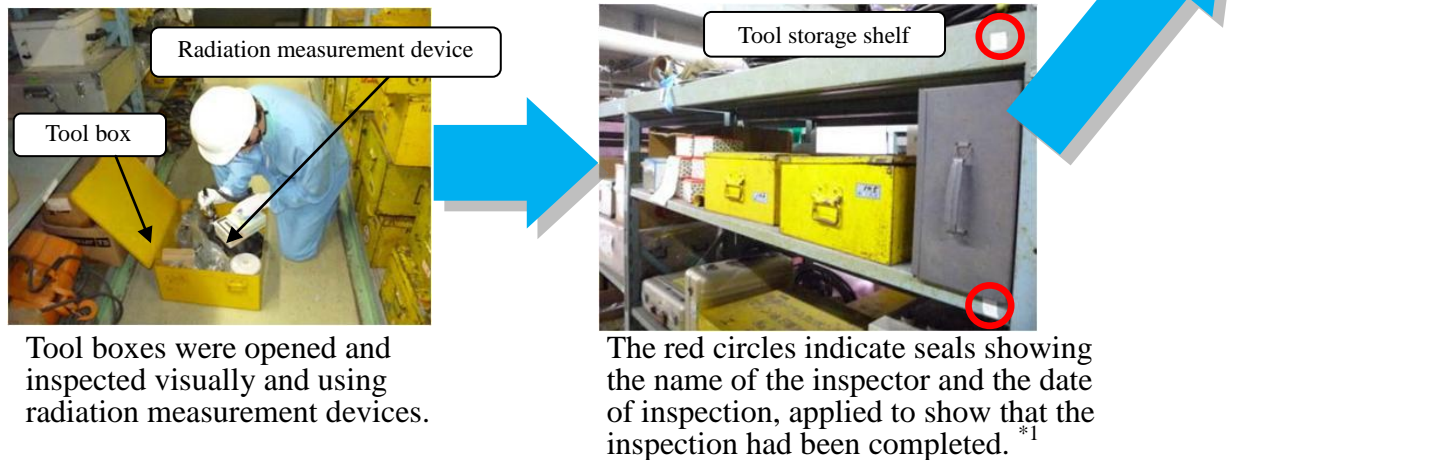 Radiation measurement device
Tool box
Tool storage shelf
Tool boxes were opened and
inspected visually and using
radiation measurement devices.
The red circles indicate seals showing
the name of the inspector and the date
of inspection, applied to show that the
inspection had been completed. *1